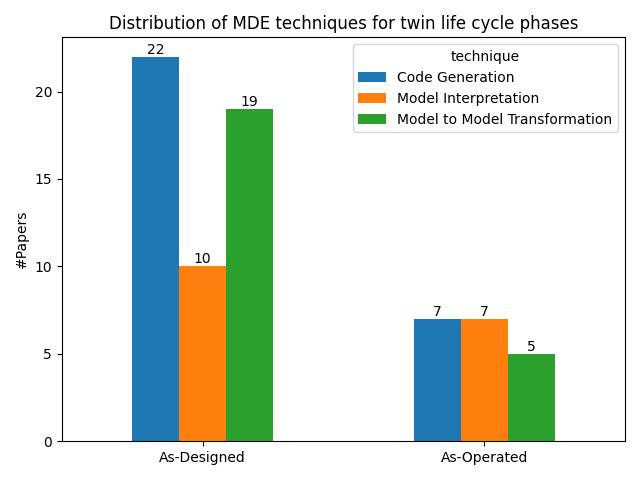 Distribution of MDE techniques for twin life cycle phases
technique
Code Generation
Model Interpretation
Model to Model Transformation
#Papers
20
15
10
5
0
22
10
19
7
7
5
As-Designed
As-Operated